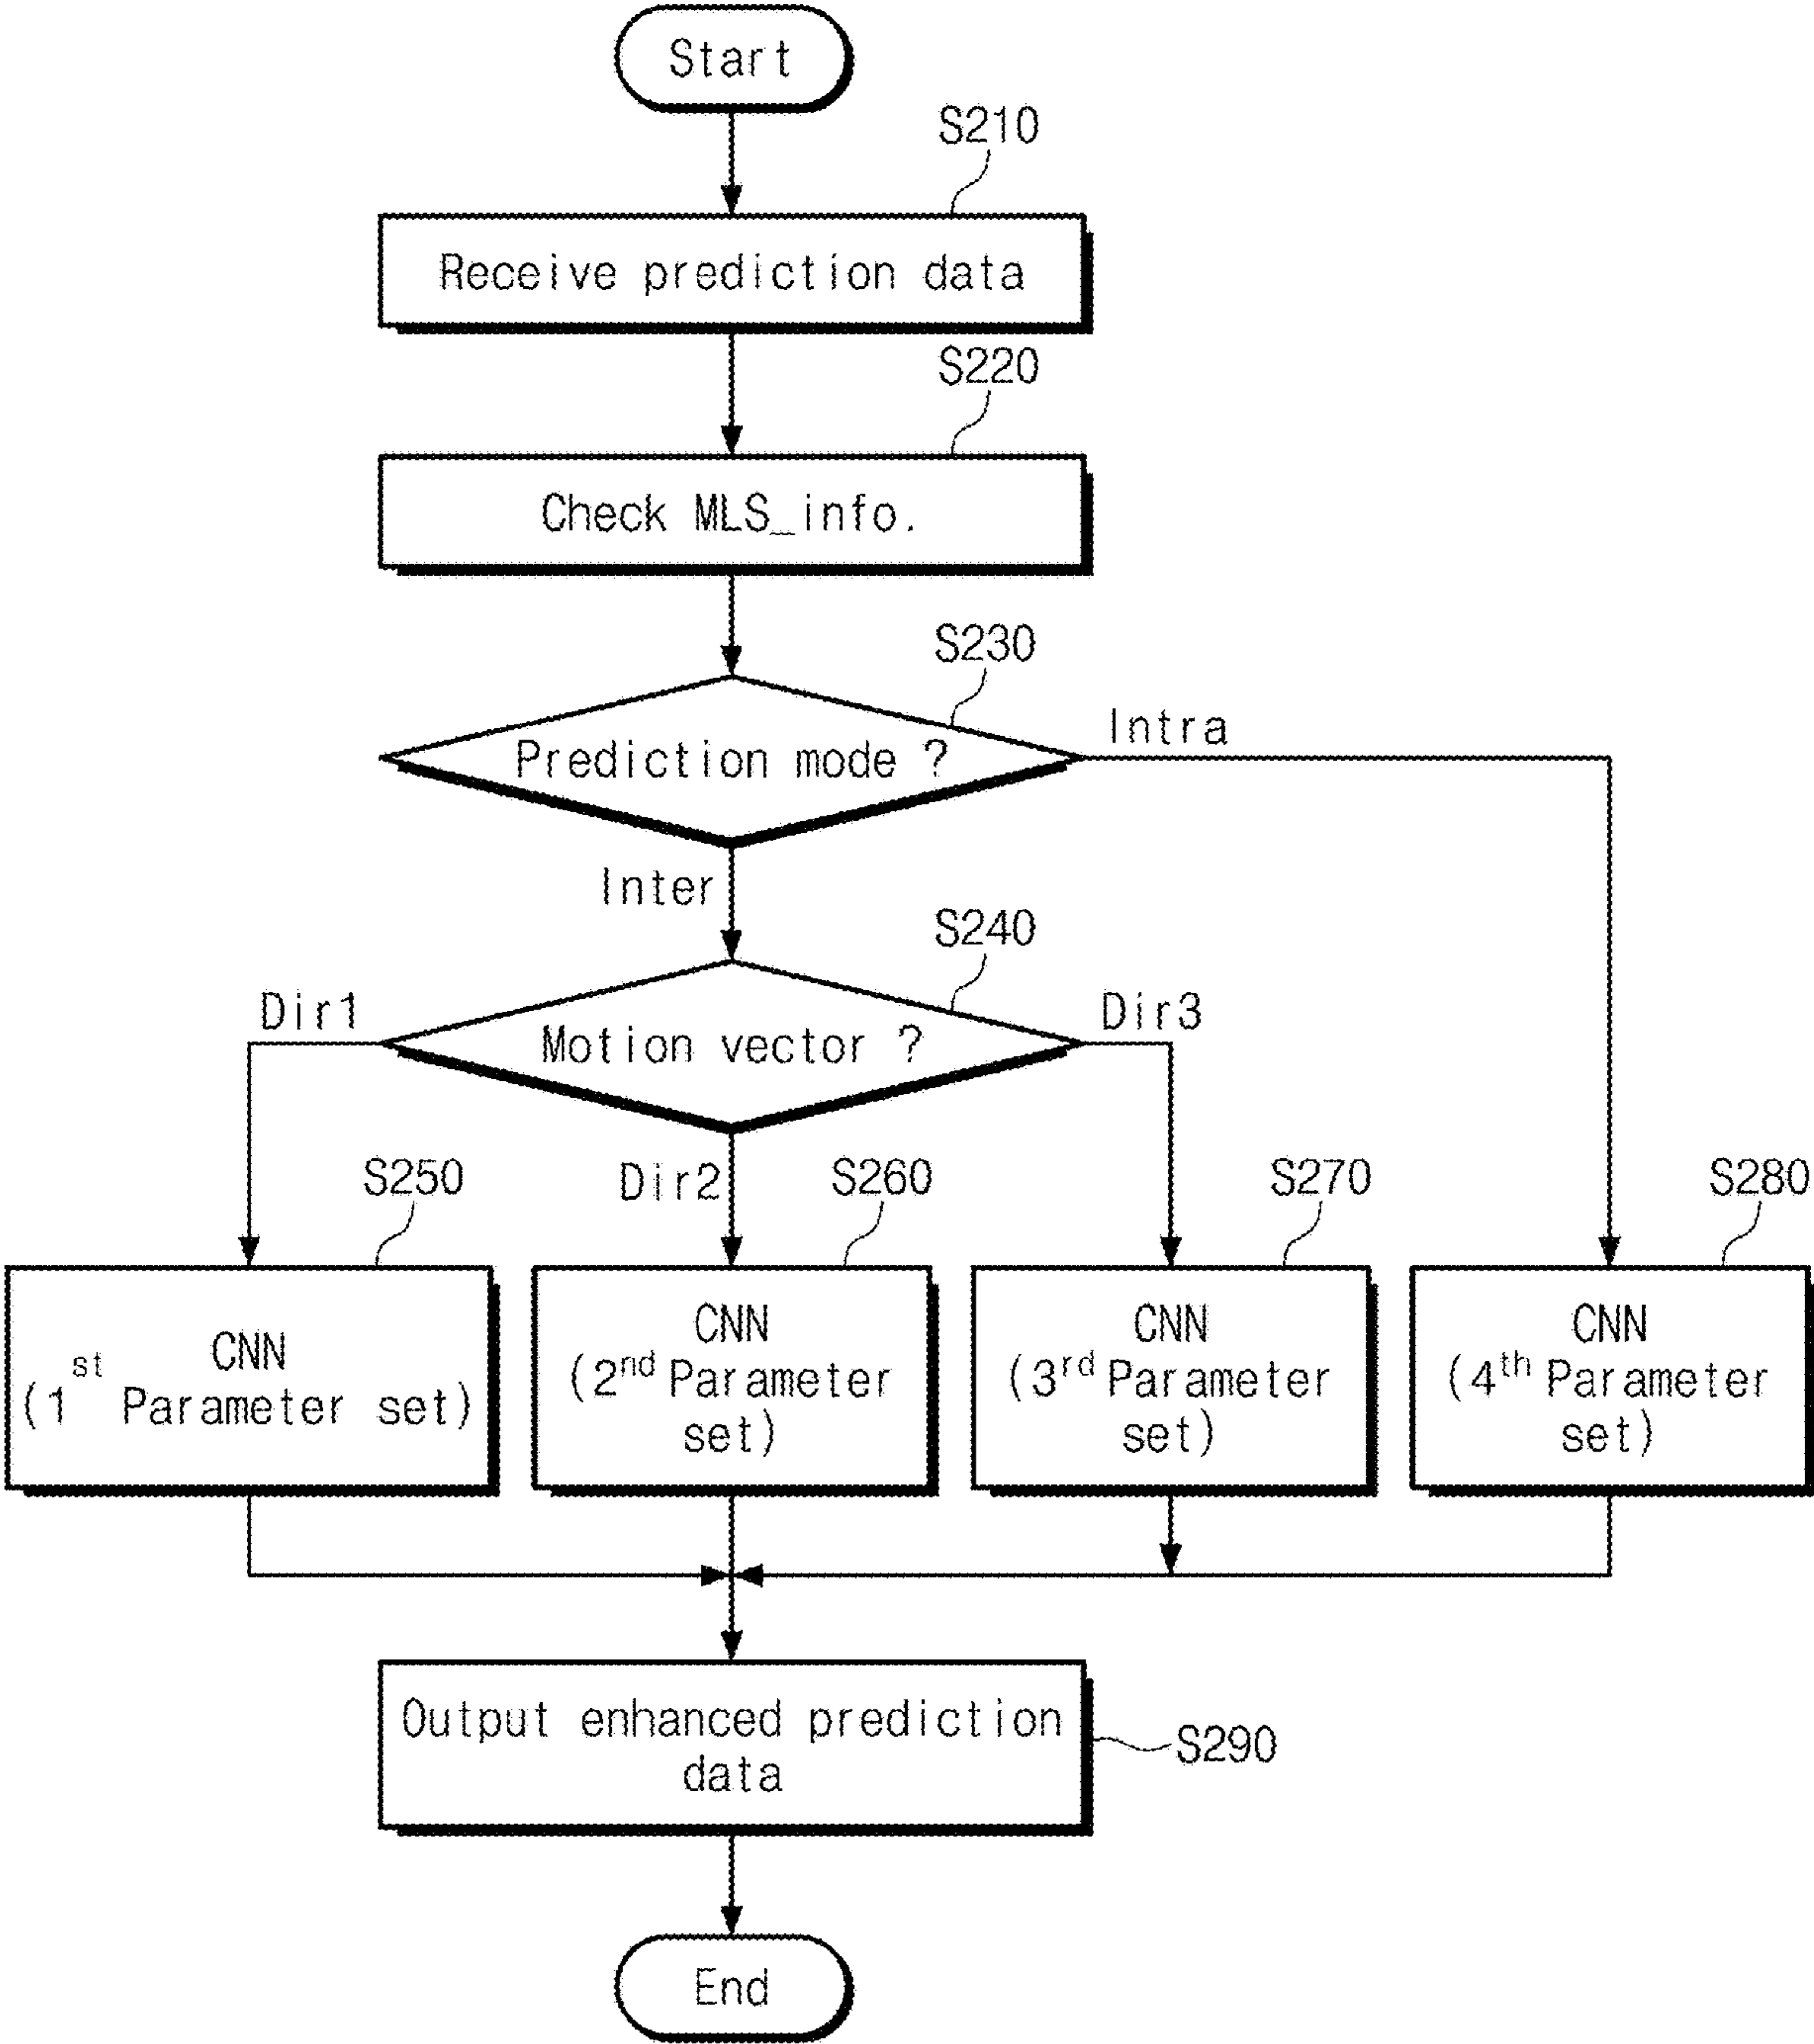 Start
S210
Receive prediction data
S220
Check MLS_info.
S230
Prediction mode ?
Intra
Inter
S240
Dir1
Motion vector ?
Dir3
Dir2
S250
S260
S270
S280
CNN
(1st Parameter set)
CNN
(2nd Parameter
set)
CNN
(3rd Parameter
set)
CNN
(4th Parameter
set)
Output enhanced prediction
data
S290
End